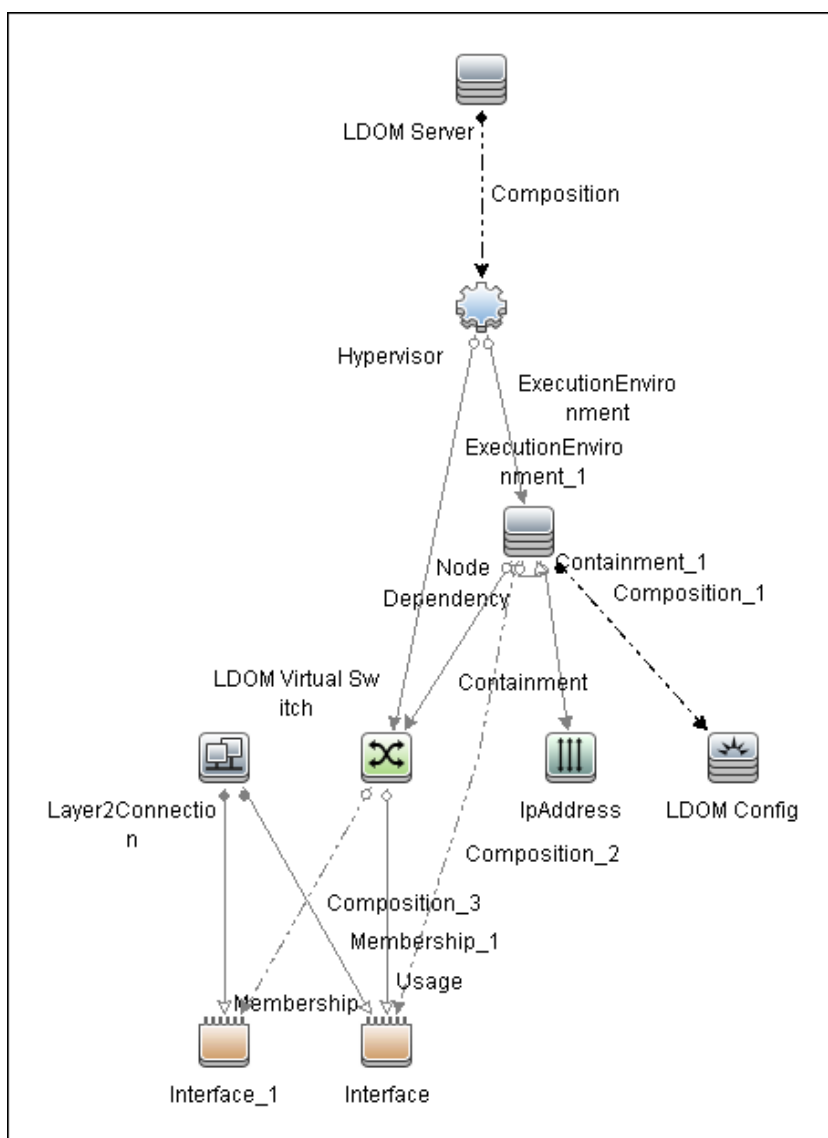 LDOM Server
Composition
Hypervisor
ExecutionEnviro
nment
ExecutionEnviro
nment_1
Node
Containment_1
Dependency
Composition_1
LDOM Virtual Sw
itch
Containment
Layer2Connectio
n
IpAddress
LDOM Config
Composition_2
Composition_3
Membership_1
Usage
Membership
Interface_1
Interface